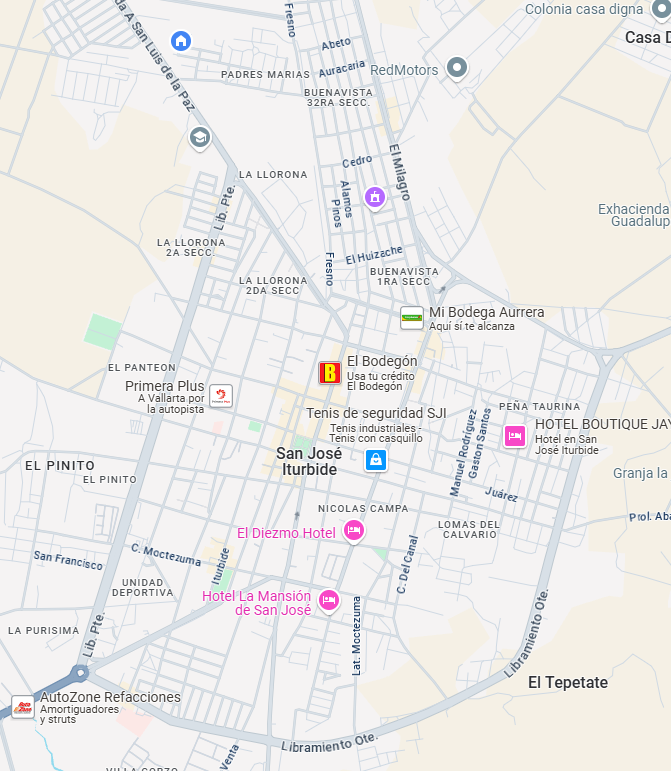 Colonia casa digna
Casa D
da A San Luis de la Paz
Fresno
Abeto
Auracaria
PADRES MARIAS
RedMotors
BUENAVISTA
32RA SECC.
Cedro
El Milagro
LA LLORONA
Álamos
Pinos
Lib. Pte.
Exhacienda
Guadalup
LA LLORONA
2A SECC.
El Huizache
Fresno
BUENAVISTA
1RA SECC
LA LLORONA
2DA SECC
Mi Bodega Aurrera
Aquí sí te alcanza
EL PANTEON
El Bodegón
Usa tu crédito
El Bodegón
B
Primera Plus
A Vallarta por
la autopista
Tenis de seguridad SJI
Tenis industriales -
Tenis con casquillo
PEÑA TAURINA
HOTEL BOUTIQUE JAY
Hotel en San
José Iturbide
Manuel Rodríguez
Gaston Santos
San José
Iturbide
EL PINITO
EL PINITO
Granja la
Juárez
NICOLAS CAMPA
Prol. Aba
LOMAS DEL
CALVARIO
El Diezmo Hotel
C. Moctezuma
San Francisco
Iturbide
C. Del Canal
UNIDAD
DEPORTIVA
Hotel La Mansión
de San José
Lat. Moctezuma
LA PURISIMA
Lib. Pte.
Libramiento Ote.
El Tepetate
AutoZone Refacciones
Amortiguadores
y struts
Libramiento Ote.
Venta
VILLA GORZO